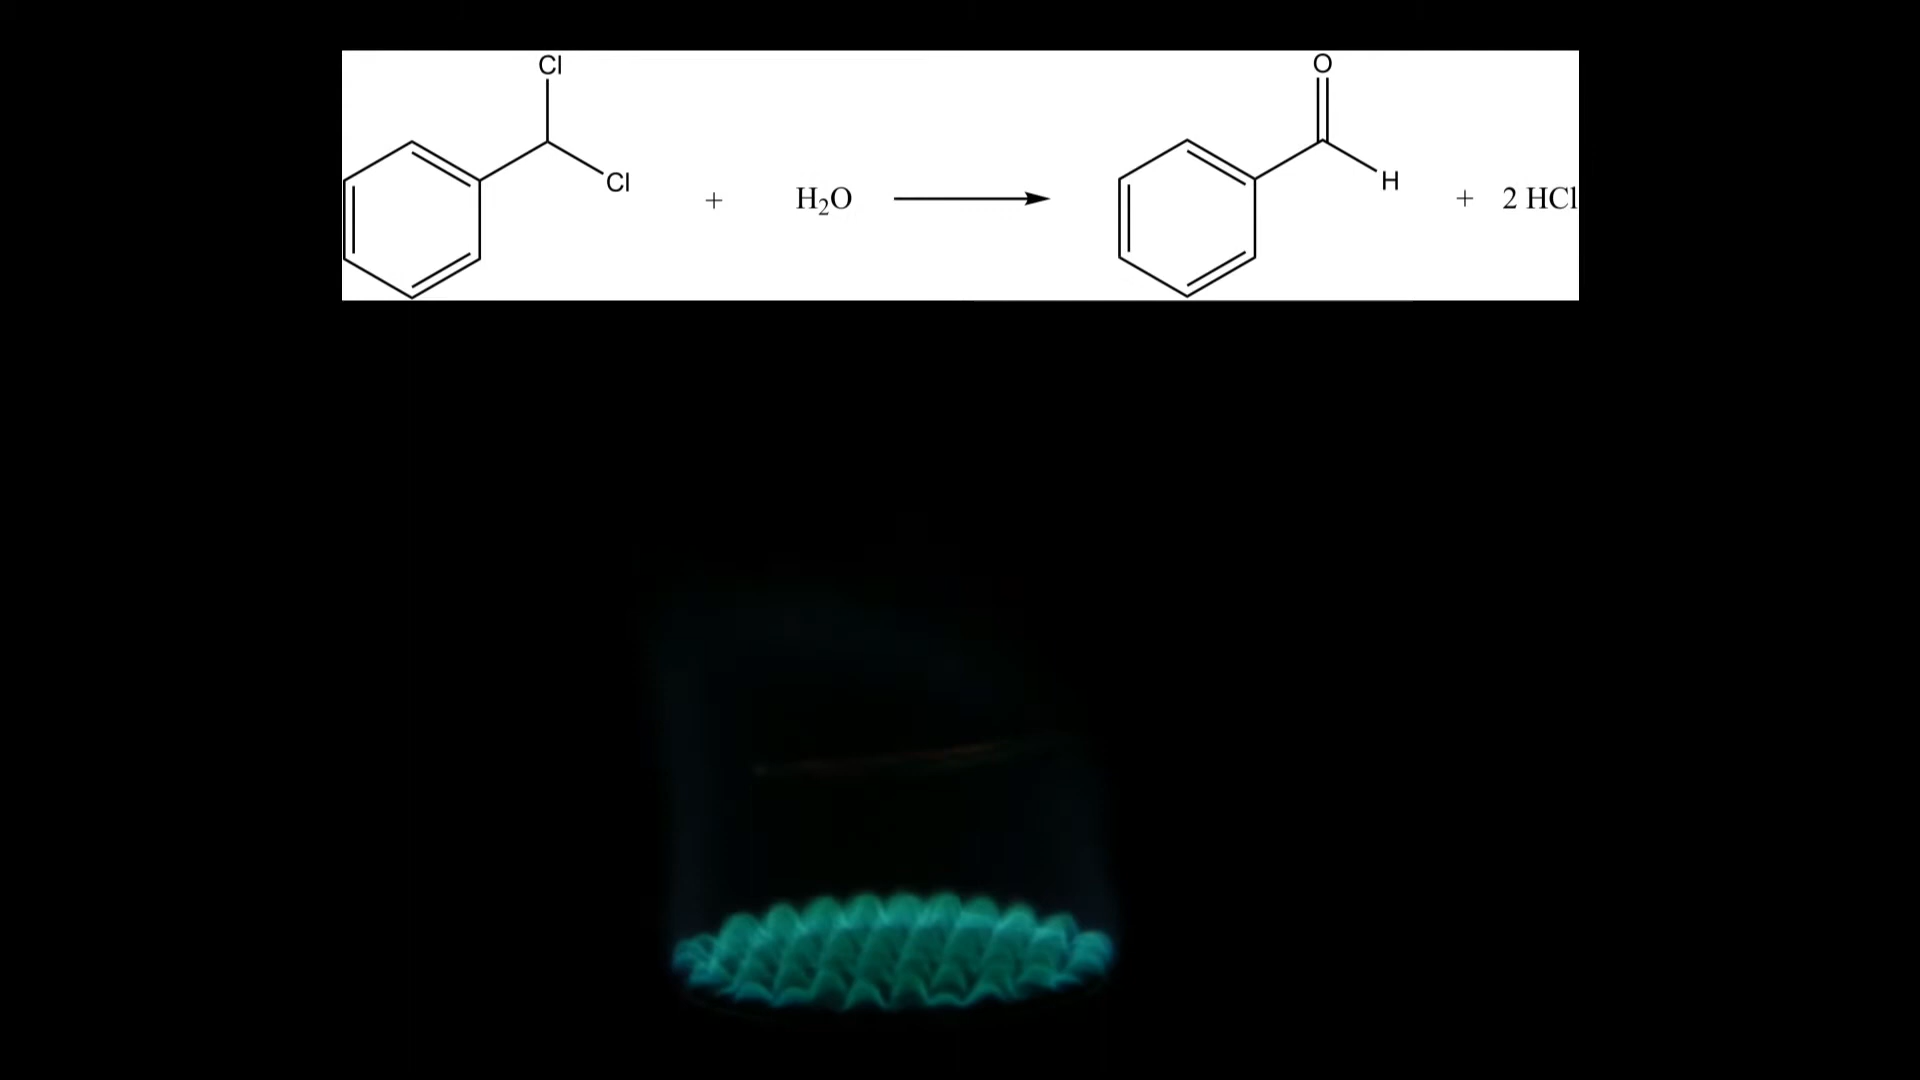 Cl
Cl
+ H₂O ⟶ + 2 HCl
O
H